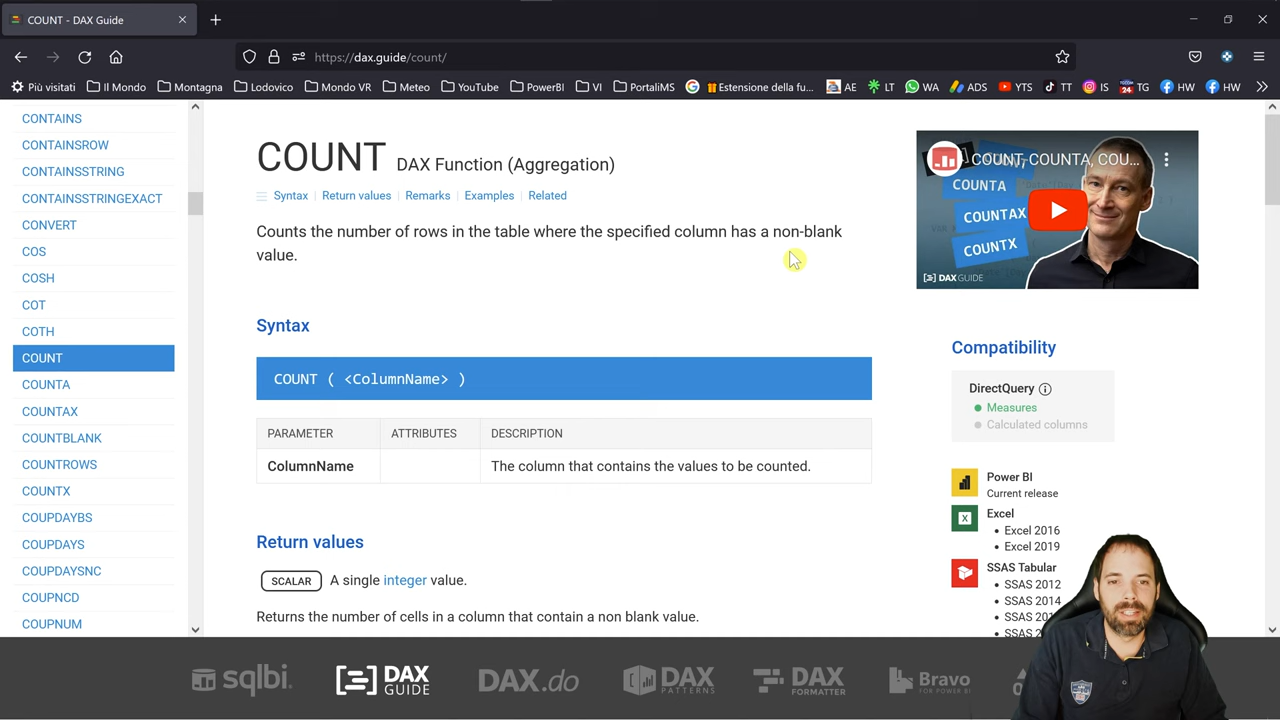 COUNT - DAX Guide
https://dax.guide/count/
Più visitati
Il Mondo
Montagna
Lodovico
Mondo VR
Meteo
YouTube
PowerBI
VI
PortaliMS
Estensione della fu...
AE
LT
WA
ADS
YTS
TT
IS
TG
HW
HW
CONTAINS
CONTAINSROW
CONTAINSSTRING
CONTAINSSTRINGEXACT
CONVERT
COS
COSH
COT
COTH
COUNT
COUNTA
COUNTAX
COUNTBLANK
COUNTROWS
COUNTX
COUPDAYBS
COUPDAYS
COUPDAYSNC
COUPNCD
COUPNUM
COUNT DAX Function (Aggregation)
Syntax | Return values | Remarks | Examples | Related
Counts the number of rows in the table where the specified column has a non-blank
value.
Syntax
COUNT ( <ColumnName> )
PARAMETER ATTRIBUTES DESCRIPTION
ColumnName The column that contains the values to be counted.
Return values
SCALAR A single integer value.
Returns the number of cells in a column that contain a non blank value.
COUNT, COUNTA, COU...
COUNTA
COUNTAX
COUNTX
DAX GUIDE
Compatibility
DirectQuery
Measures
Calculated columns
Power BI
Current release
Excel
Excel 2016
Excel 2019
SSAS Tabular
SSAS 2012
SSAS 2014
sqlbi.
DAX
GUIDE
DAX.do
DAX
PATTERNS
DAX
FORMATTER
Bravo
FOR POWER BI